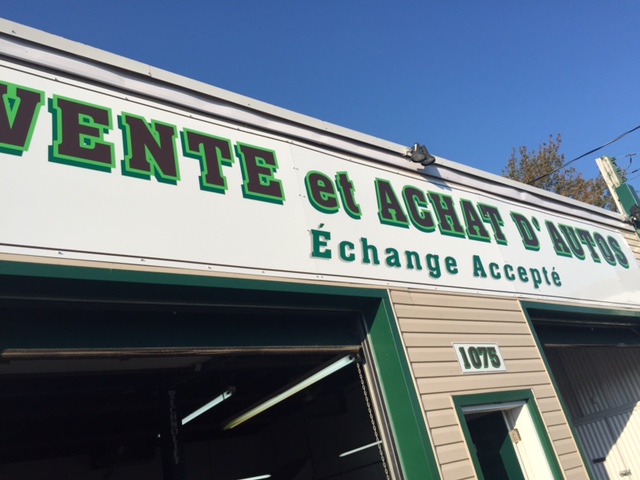 VENTE et ACHAT D'AUTOS
Échange Accepté
1075